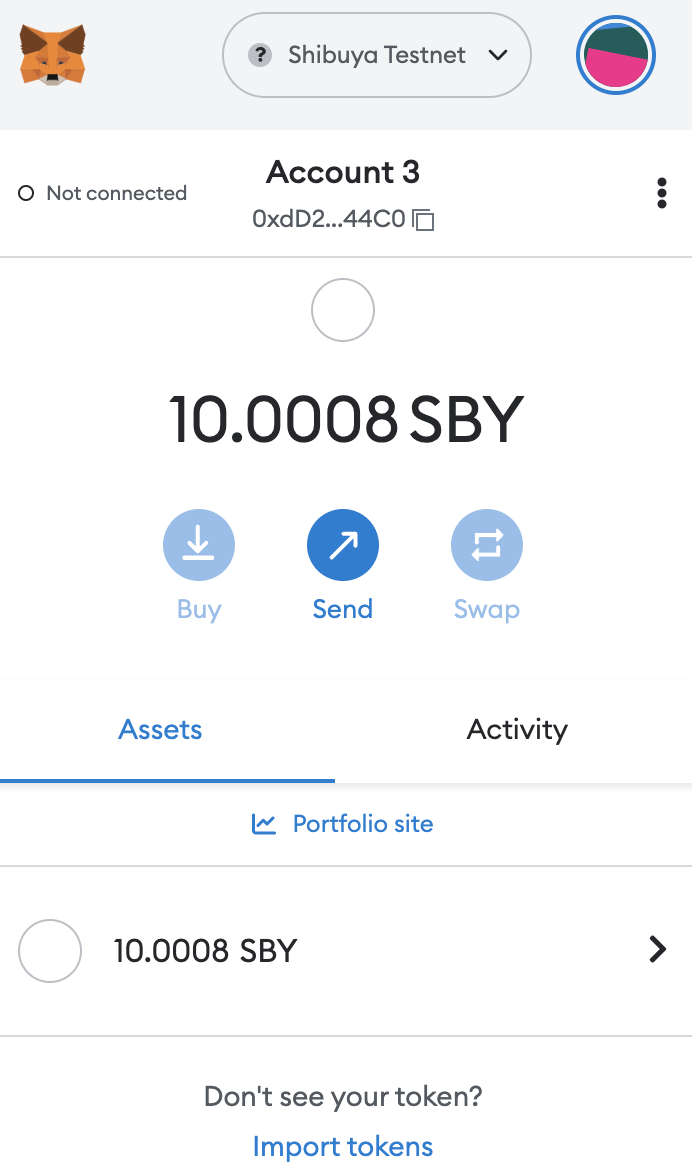 Shibuya Testnet
Not connected
Account 3
0xdD2...44C0
10.0008 SBY
Buy
Send
Swap
Assets
Activity
Portfolio site
10.0008 SBY
Don't see your token?
Import tokens